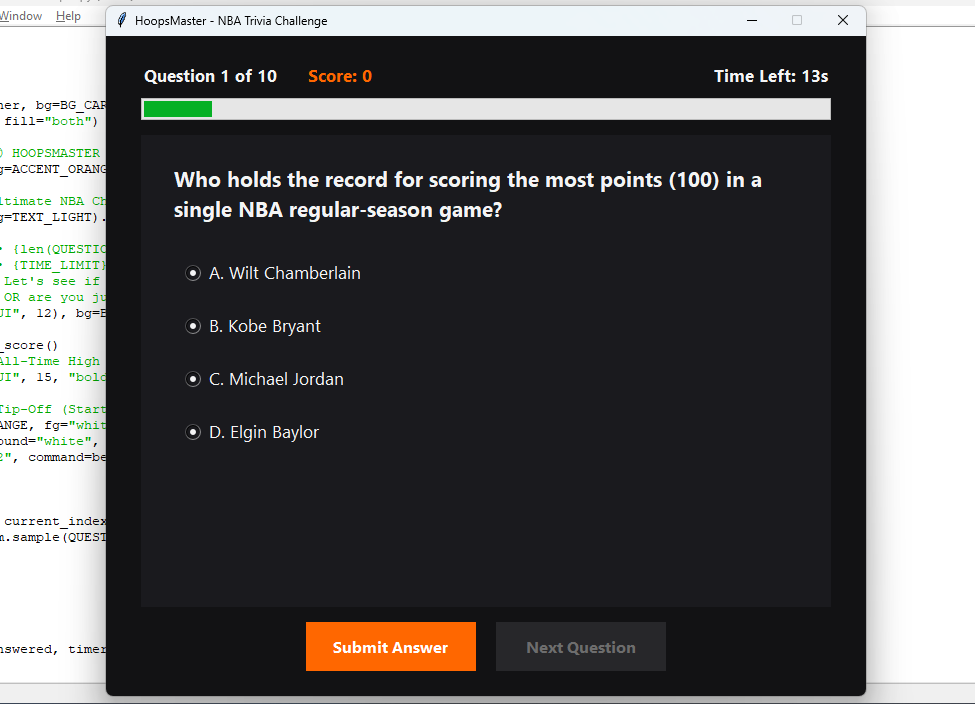 Window Help
HoopsMaster - NBA Trivia Challenge
Question 1 of 10 Score: 0 Time Left: 13s
ner, bg=BG_CAR
fill="both")
HOOPSMASTER
g=ACCENT_ORANG
ltimate NBA Ch
g=TEXT_LIGHT).
{len(QUESTIO
{TIME_LIMIT}
Let's see if
OR are you ju
UI", 12), bg=B
_score()
All-Time High
UI", 15, "bold
Tip-Off (Start
ANGE, fg="whit
ound="white",
2", command=be
current_index
m.sample(QUEST
nswered, timer
Who holds the record for scoring the most points (100) in a
single NBA regular-season game?
A. Wilt Chamberlain
B. Kobe Bryant
C. Michael Jordan
D. Elgin Baylor
Submit Answer Next Question